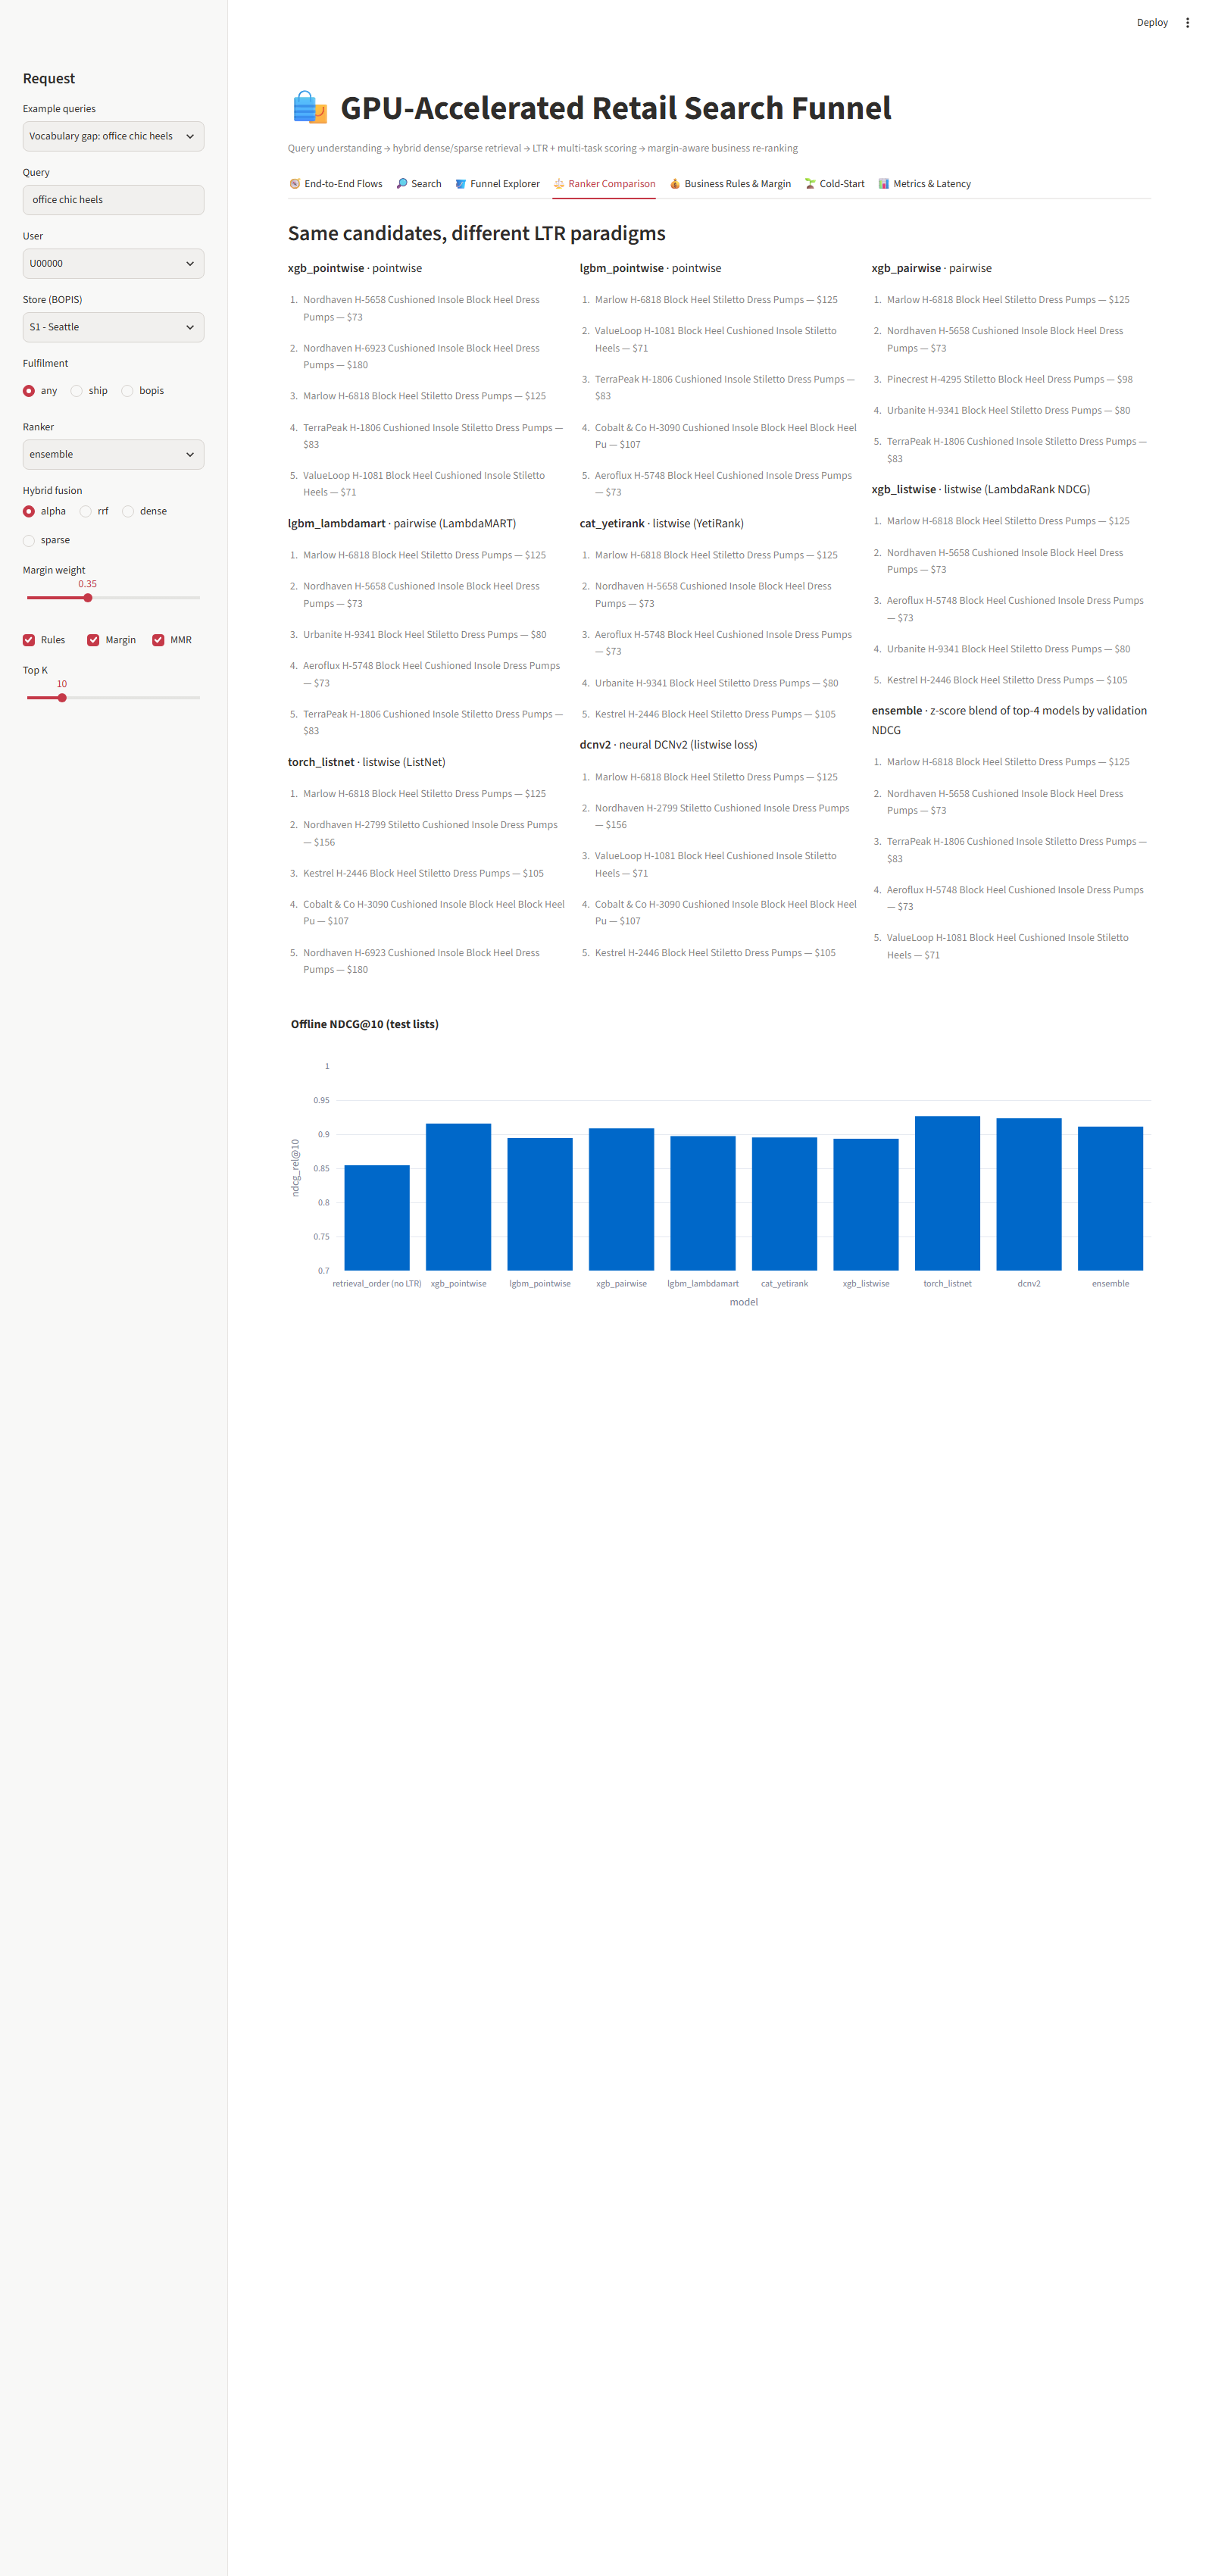 Deploy
Request
Example queries
Vocabulary gap: office chic heels
Query
office chic heels
User
U00000
Store (BOPIS)
S1 - Seattle
Fulfilment
any
ship
bopis
Ranker
ensemble
Hybrid fusion
alpha
rrf
dense
sparse
Margin weight
0.35
Rules
Margin
MMR
Top K
10
GPU-Accelerated Retail Search Funnel
Query understanding → hybrid dense/sparse retrieval → LTR + multi-task scoring → margin-aware business re-ranking
End-to-End Flows
Search
Funnel Explorer
Ranker Comparison
Business Rules & Margin
Cold-Start
Metrics & Latency
Same candidates, different LTR paradigms
xgb_pointwise · pointwise
1. Nordhaven H-5658 Cushioned Insole Block Heel Dress
Pumps — $73
2. Nordhaven H-6923 Cushioned Insole Block Heel Dress
Pumps — $180
3. Marlow H-6818 Block Heel Stiletto Dress Pumps — $125
4. TerraPeak H-1806 Cushioned Insole Stiletto Dress Pumps —
$83
5. ValueLoop H-1081 Block Heel Cushioned Insole Stiletto
Heels — $71
lgbm_lambdamart · pairwise (LambdaMART)
1. Marlow H-6818 Block Heel Stiletto Dress Pumps — $125
2. Nordhaven H-5658 Cushioned Insole Block Heel Dress
Pumps — $73
3. Urbanite H-9341 Block Heel Stiletto Dress Pumps — $80
4. Aeroflux H-5748 Block Heel Cushioned Insole Dress Pumps
— $73
5. TerraPeak H-1806 Cushioned Insole Stiletto Dress Pumps —
$83
torch_listnet · listwise (ListNet)
1. Marlow H-6818 Block Heel Stiletto Dress Pumps — $125
2. Nordhaven H-2799 Stiletto Cushioned Insole Dress Pumps
— $156
3. Kestrel H-2446 Block Heel Stiletto Dress Pumps — $105
4. Cobalt & Co H-3090 Cushioned Insole Block Heel Block Heel
Pu — $107
5. Nordhaven H-6923 Cushioned Insole Block Heel Dress
Pumps — $180
lgbm_pointwise · pointwise
1. Marlow H-6818 Block Heel Stiletto Dress Pumps — $125
2. ValueLoop H-1081 Block Heel Cushioned Insole Stiletto
Heels — $71
3. TerraPeak H-1806 Cushioned Insole Stiletto Dress Pumps —
$83
4. Cobalt & Co H-3090 Cushioned Insole Block Heel Block Heel
Pu — $107
5. Aeroflux H-5748 Block Heel Cushioned Insole Dress Pumps
— $73
cat_yetirank · listwise (YetiRank)
1. Marlow H-6818 Block Heel Stiletto Dress Pumps — $125
2. Nordhaven H-5658 Cushioned Insole Block Heel Dress
Pumps — $73
3. Aeroflux H-5748 Block Heel Cushioned Insole Dress Pumps
— $73
4. Urbanite H-9341 Block Heel Stiletto Dress Pumps — $80
5. Kestrel H-2446 Block Heel Stiletto Dress Pumps — $105
dcnv2 · neural DCNv2 (listwise loss)
1. Marlow H-6818 Block Heel Stiletto Dress Pumps — $125
2. Nordhaven H-2799 Stiletto Cushioned Insole Dress Pumps
— $156
3. ValueLoop H-1081 Block Heel Cushioned Insole Stiletto
Heels — $71
4. Cobalt & Co H-3090 Cushioned Insole Block Heel Block Heel
Pu — $107
5. Kestrel H-2446 Block Heel Stiletto Dress Pumps — $105
xgb_pairwise · pairwise
1. Marlow H-6818 Block Heel Stiletto Dress Pumps — $125
2. Nordhaven H-5658 Cushioned Insole Block Heel Dress
Pumps — $73
3. Pinecrest H-4295 Stiletto Block Heel Dress Pumps — $98
4. Urbanite H-9341 Block Heel Stiletto Dress Pumps — $80
5. TerraPeak H-1806 Cushioned Insole Stiletto Dress Pumps —
$83
xgb_listwise · listwise (LambdaRank NDCG)
1. Marlow H-6818 Block Heel Stiletto Dress Pumps — $125
2. Nordhaven H-5658 Cushioned Insole Block Heel Dress
Pumps — $73
3. Aeroflux H-5748 Block Heel Cushioned Insole Dress Pumps
— $73
4. Urbanite H-9341 Block Heel Stiletto Dress Pumps — $80
5. Kestrel H-2446 Block Heel Stiletto Dress Pumps — $105
ensemble · z-score blend of top-4 models by validation
NDCG
1. Marlow H-6818 Block Heel Stiletto Dress Pumps — $125
2. Nordhaven H-5658 Cushioned Insole Block Heel Dress
Pumps — $73
3. TerraPeak H-1806 Cushioned Insole Stiletto Dress Pumps —
$83
4. Aeroflux H-5748 Block Heel Cushioned Insole Dress Pumps
— $73
5. ValueLoop H-1081 Block Heel Cushioned Insole Stiletto
Heels — $71
Offline NDCG@10 (test lists)
ndcg_rel@10
1
0.95
0.9
0.85
0.8
0.75
0.7
retrieval_order (no LTR)
xgb_pointwise
lgbm_pointwise
xgb_pairwise
lgbm_lambdamart
cat_yetirank
xgb_listwise
torch_listnet
dcnv2
ensemble
model